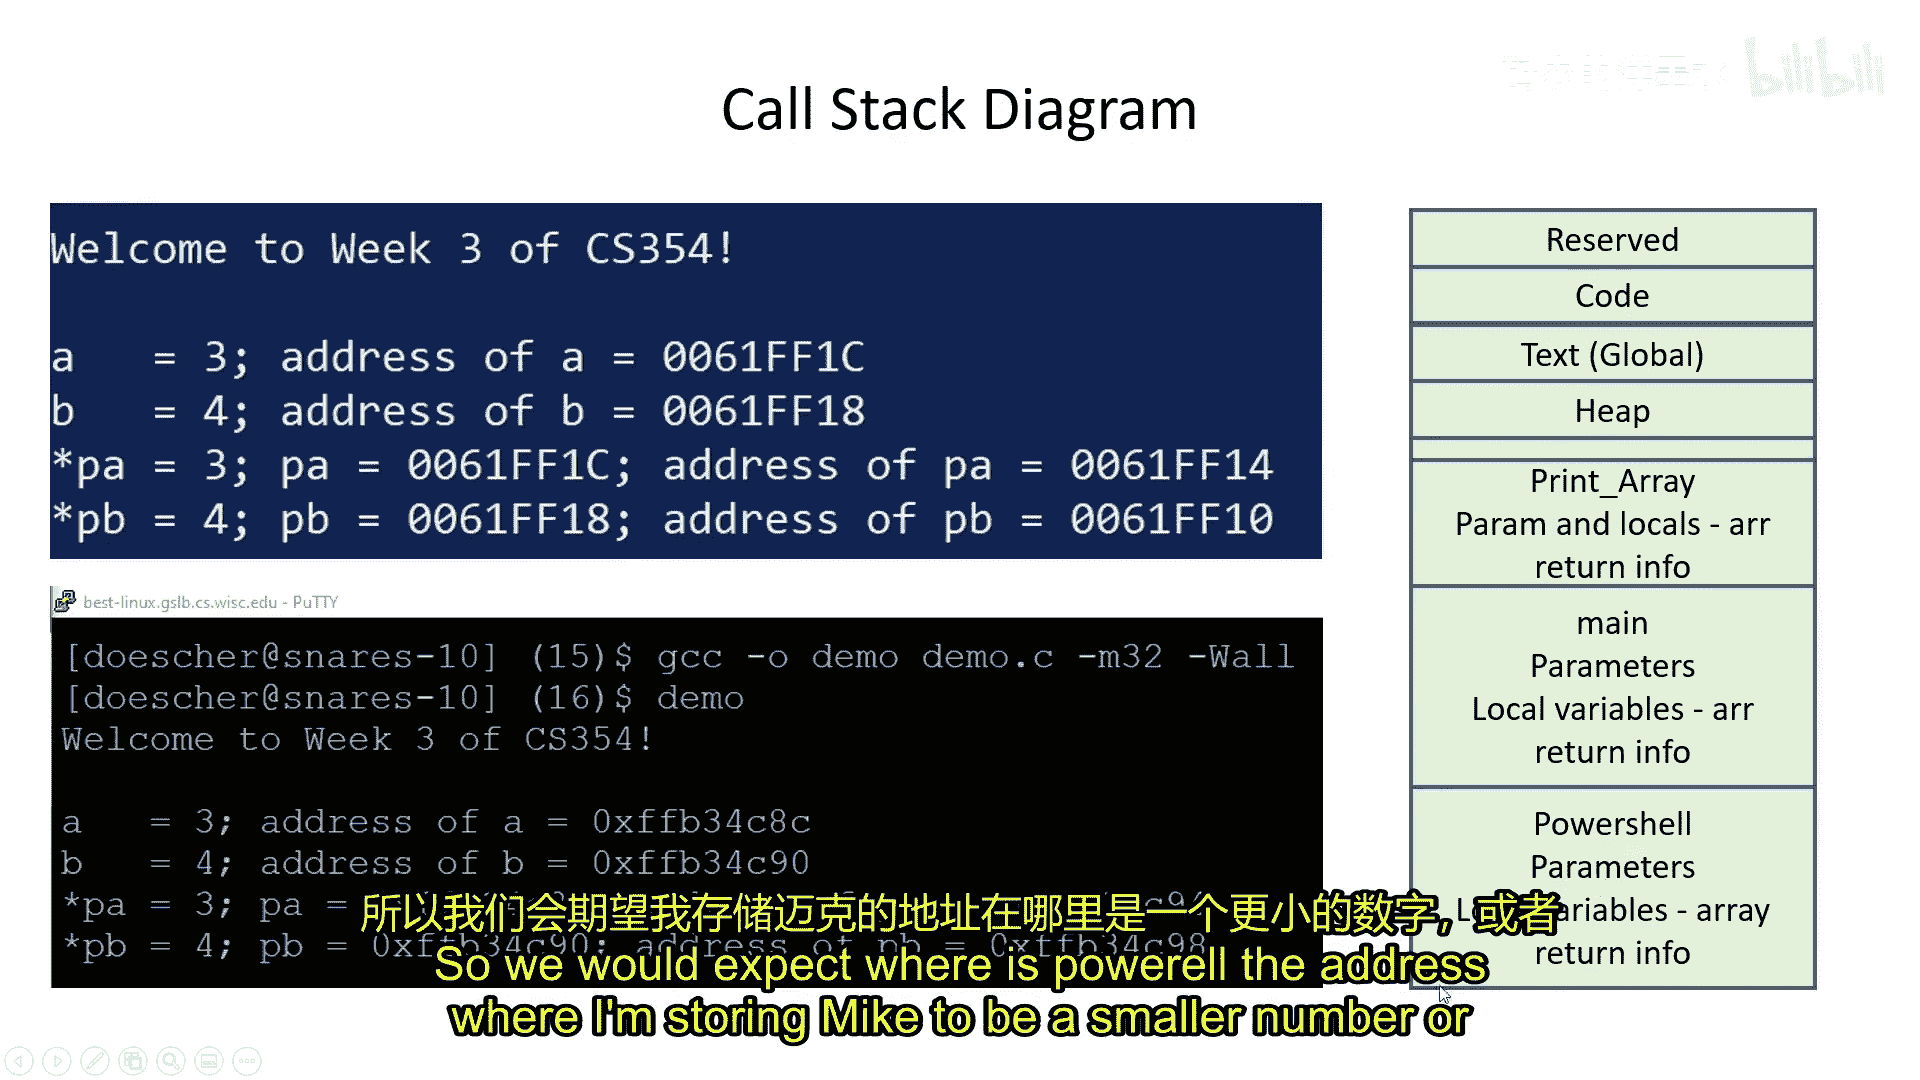 bilibili
Call Stack Diagram
Welcome to Week 3 of CS354!
a   = 3; address of a = 0061FF1C
b   = 4; address of b = 0061FF18
*pa = 3; pa = 0061FF1C; address of pa = 0061FF14
*pb = 4; pb = 0061FF18; address of pb = 0061FF10
best-linux.gslb.cs.wisc.edu - PuTTY
[doescher@snares-10] (15)$ gcc -o demo demo.c -m32 -Wall
[doescher@snares-10] (16)$ demo
Welcome to Week 3 of CS354!
a   = 3; address of a = 0xffb34c8c
b   = 4; address of b = 0xffb34c90
*pa = 3; pa =
*pb = 4; pb = 0xffb34c90; address of pb = 0xffb34c98
Reserved
Code
Text (Global)
Heap
Print_Array
Param and locals - arr
return info
main
Parameters
Local variables - arr
return info
Powershell
Parameters
variables - array
return info
所以我们会期望我存储迈克的地址在哪里是一个更小的数字，或者
So we would expect where is powerell the address
where I'm storing Mike to be a smaller number or